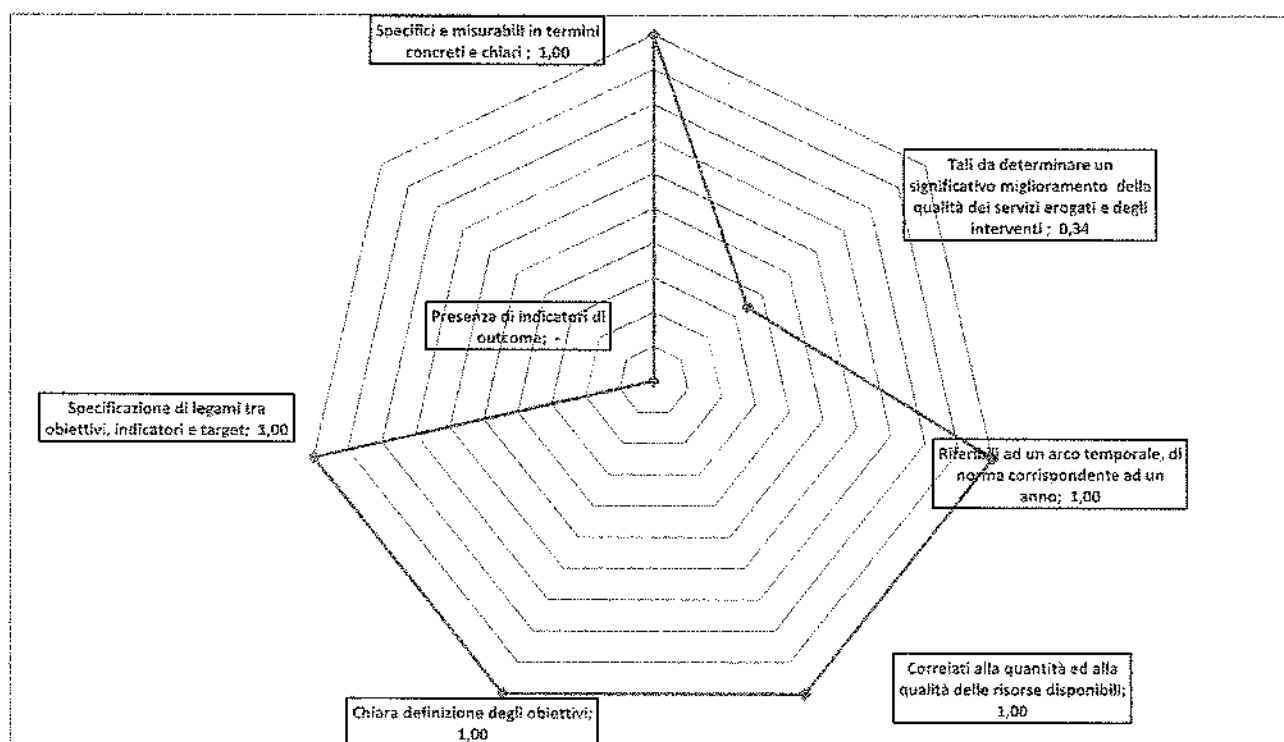 Specifici e misurabili in termini
concreti e chiari ; 1,00
Tali da determinare un
significativo miglioramento della
qualità dei servizi erogati e degli
interventi ; 0,34
Presenza di indicatori di
outcome; -
Specificazione di legami tra
obiettivi, indicatori e target; 1,00
Riferibili ad un arco temporale, di
norma corrispondente ad un
anno; 1,00
Correlati alla quantità ed alla
qualità delle risorse disponibili;
1,00
Chiara definizione degli obiettivi;
1,00